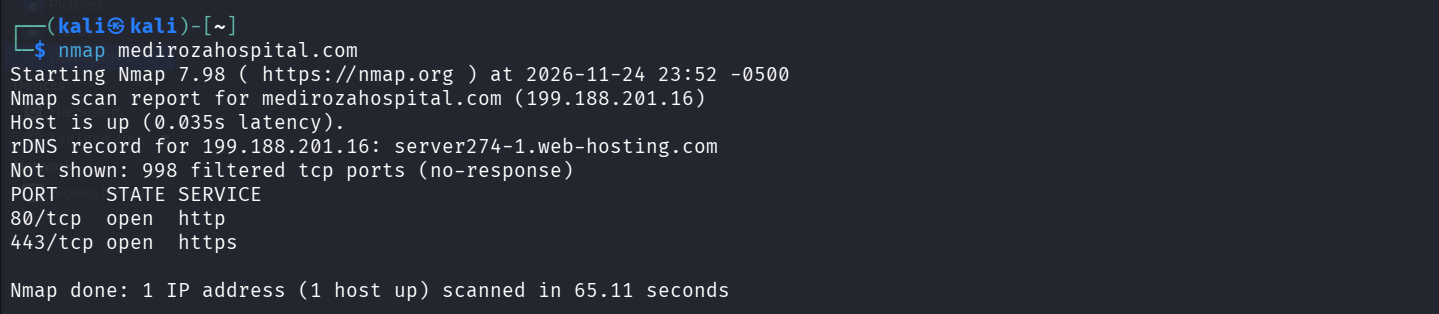 Pictures
┌──(kali㉿kali)-[~]
└─$ nmap medirozahospital.com
Starting Nmap 7.98 ( https://nmap.org ) at 2026-11-24 23:52 -0500
Nmap scan report for medirozahospital.com (199.188.201.16)
Host is up (0.035s latency).
rDNS record for 199.188.201.16: server274-1.web-hosting.com
Not shown: 998 filtered tcp ports (no-response)
PORT    STATE SERVICE
80/tcp  open  http
443/tcp open  https

Nmap done: 1 IP address (1 host up) scanned in 65.11 seconds